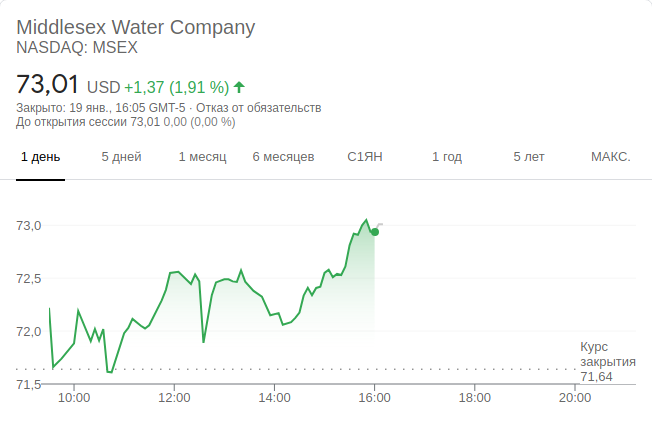 Middlesex Water Company
NASDAQ: MSEX
73,01 USD +1,37 (1,91 %)
Закрыто: 19 янв., 16:05 GMT-5 · Отказ от обязательств
До открытия сессии 73,01 0,00 (0,00 %)
1 день 5 дней 1 месяц 6 месяцев С1ЯН 1 год 5 лет МАКС.
73,0
72,5
72,0
Курс
закрытия
71,64
71,5
10:00 12:00 14:00 16:00 18:00 20:00